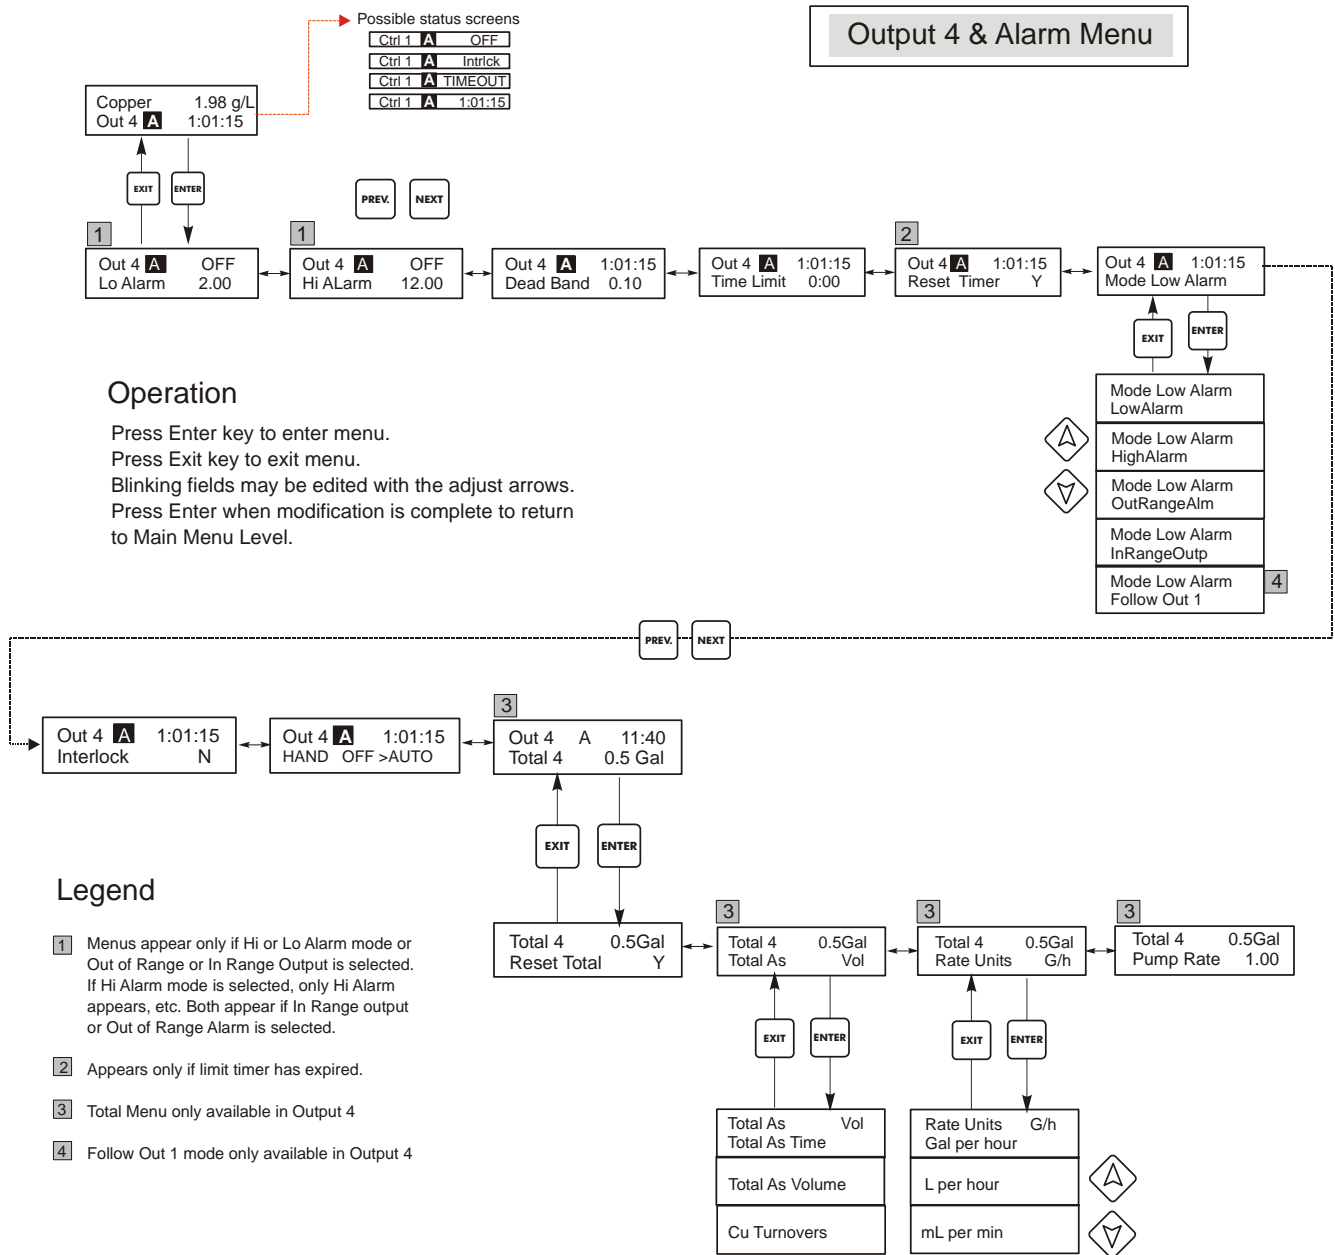 Possible status screens
Ctrl 1 A OFF
Ctrl 1 A Intrlck
Ctrl 1 A TIMEOUT
Ctrl 1 A 1:01:15
Output 4 & Alarm Menu
Copper 1.98 g/L
Out 4 A 1:01:15
EXIT
ENTER
PREV.
NEXT
1
Out 4 A OFF
Lo Alarm 2.00
1
Out 4 A OFF
Hi ALarm 12.00
Out 4 A 1:01:15
Dead Band 0.10
Out 4 A 1:01:15
Time Limit 0:00
2
Out 4 A 1:01:15
Reset Timer Y
Out 4 A 1:01:15
Mode Low Alarm
EXIT
ENTER
Mode Low Alarm
LowAlarm
Mode Low Alarm
HighAlarm
Mode Low Alarm
OutRangeAlm
Mode Low Alarm
InRangeOutp
Mode Low Alarm
Follow Out 1
4
Operation
Press Enter key to enter menu.
Press Exit key to exit menu.
Blinking fields may be edited with the adjust arrows.
Press Enter when modification is complete to return
to Main Menu Level.
PREV.
NEXT
Out 4 A 1:01:15
Interlock N
Out 4 A 1:01:15
HAND OFF >AUTO
3
Out 4 A 11:40
Total 4 0.5 Gal
EXIT
ENTER
Total 4 0.5Gal
Reset Total Y
3
Total 4 0.5Gal
Total As Vol
3
Total 4 0.5Gal
Rate Units G/h
3
Total 4 0.5Gal
Pump Rate 1.00
EXIT
ENTER
EXIT
ENTER
Total As Vol
Total As Time
Total As Volume
Cu Turnovers
Rate Units G/h
Gal per hour
L per hour
mL per min
Legend
1 Menus appear only if Hi or Lo Alarm mode or
Out of Range or In Range Output is selected.
If Hi Alarm mode is selected, only Hi Alarm
appears, etc. Both appear if In Range output
or Out of Range Alarm is selected.
2 Appears only if limit timer has expired.
3 Total Menu only available in Output 4
4 Follow Out 1 mode only available in Output 4